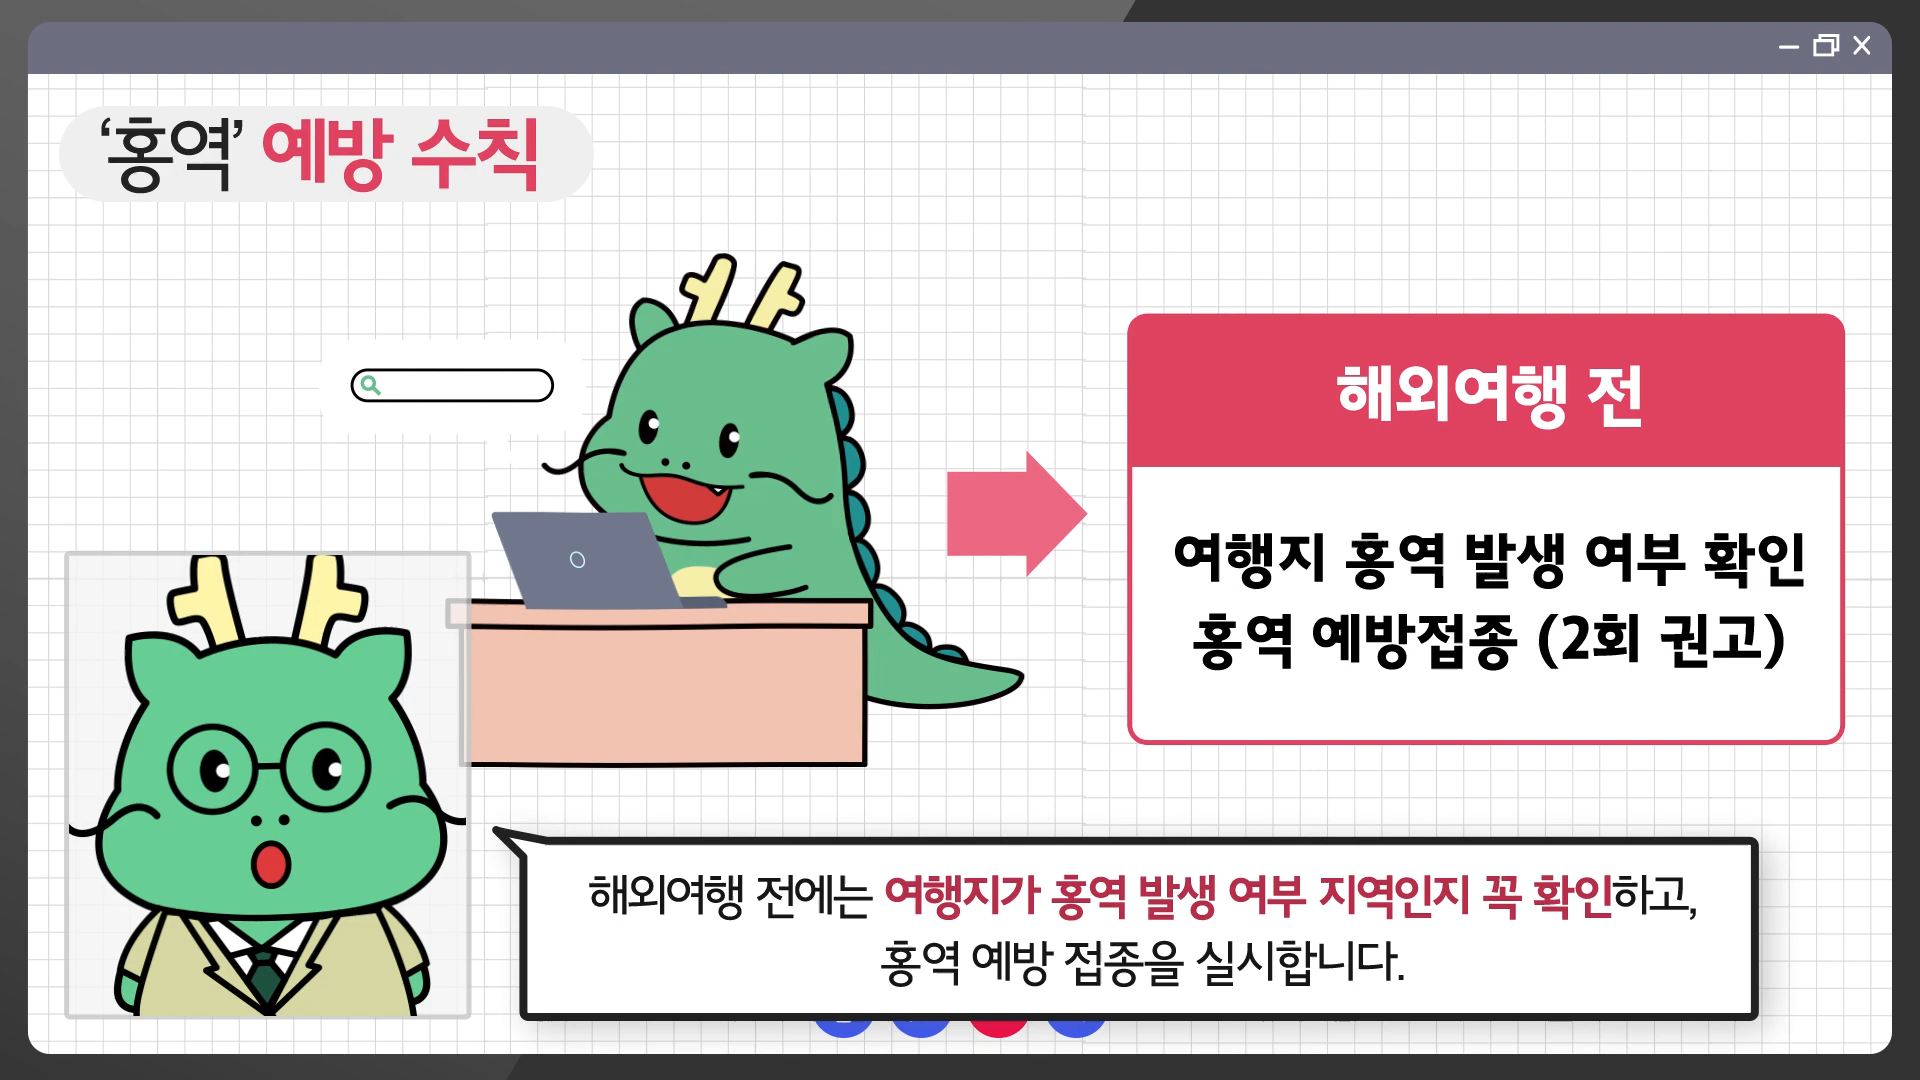 ‘홍역’ 예방 수칙
해외여행 전
여행지 홍역 발생 여부 확인
홍역 예방접종 (2회 권고)
해외여행 전에는 여행지가 홍역 발생 여부 지역인지 꼭 확인하고,
홍역 예방 접종을 실시합니다.